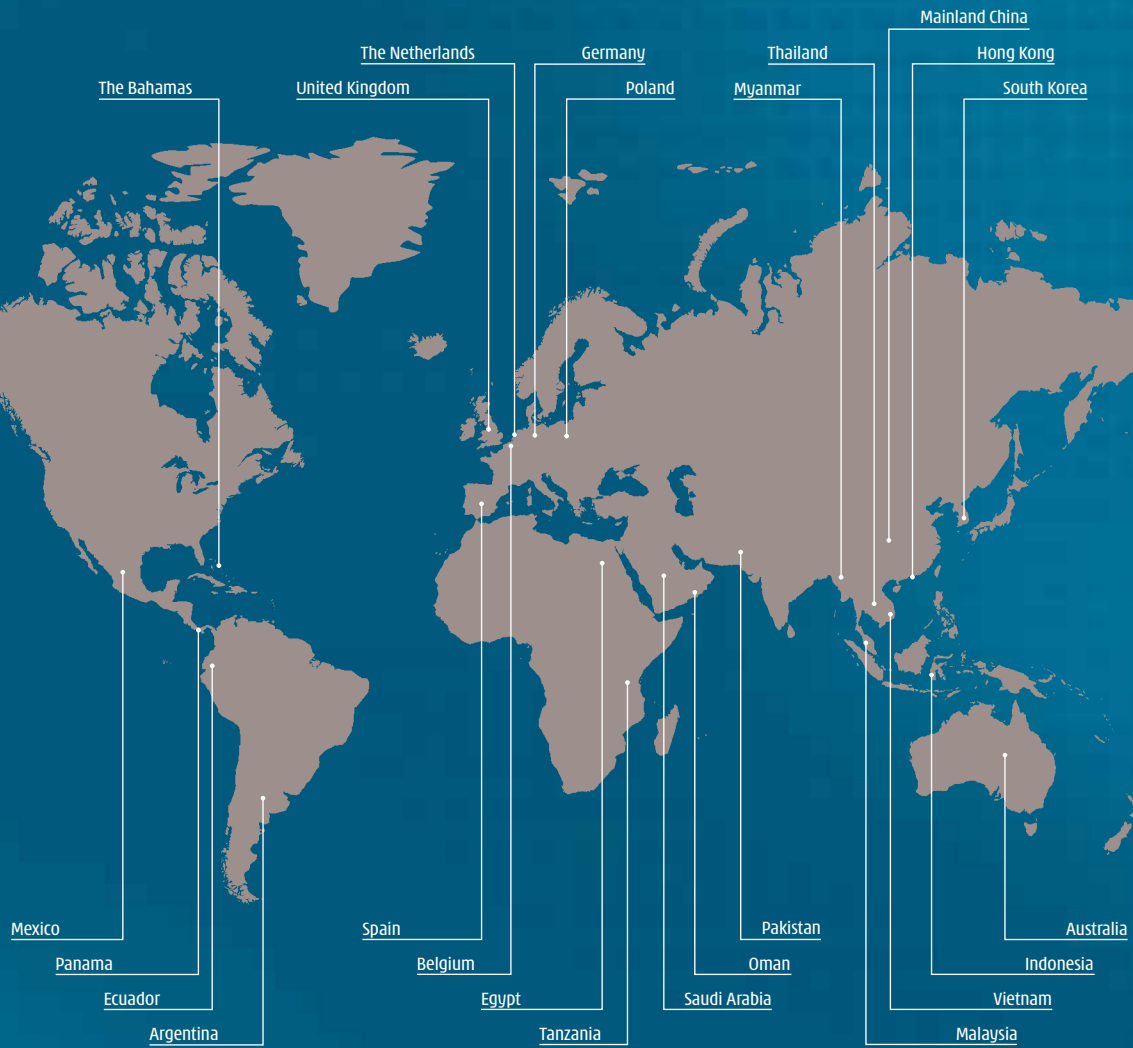 Mainland China
The Netherlands
Germany
Thailand
Hong Kong
The Bahamas
United Kingdom
Poland
Myanmar
South Korea
Mexico
Spain
Pakistan
Australia
Panama
Belgium
Oman
Indonesia
Ecuador
Egypt
Saudi Arabia
Vietnam
Argentina
Tanzania
Malaysia